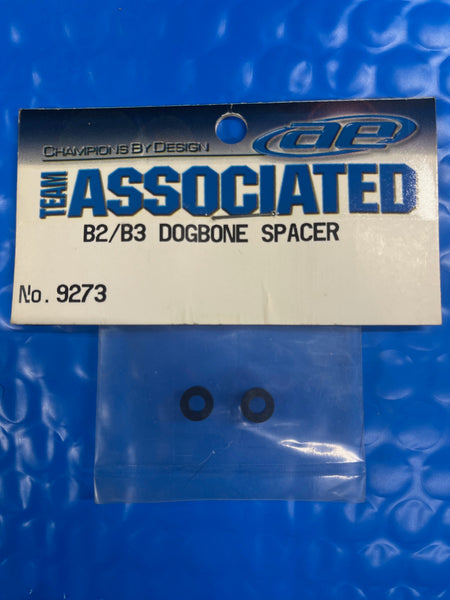 CHAMPIONS BY DESIGN
ae
TEAM ASSOCIATED
B2/B3 DOGBONE SPACER
No. 9273